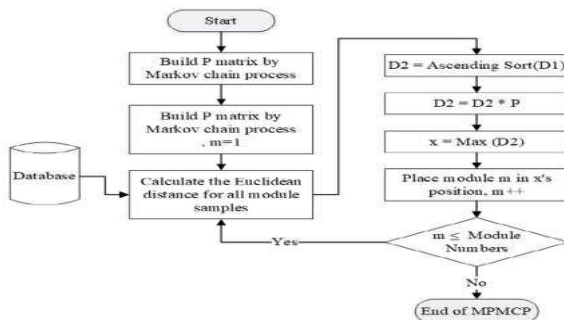 Start
Build P matrix by
Markov chain process
Build P matrix by
Markov chain process
, m=1
Database
Calculate the Euclidean
distance for all module
samples
D2 = Ascending Sort(D1)
D2 = D2 * P
x = Max (D2)
Place module m in x's
position, m++
m ≤ Module
Numbers
Yes
No
End of MPMCP